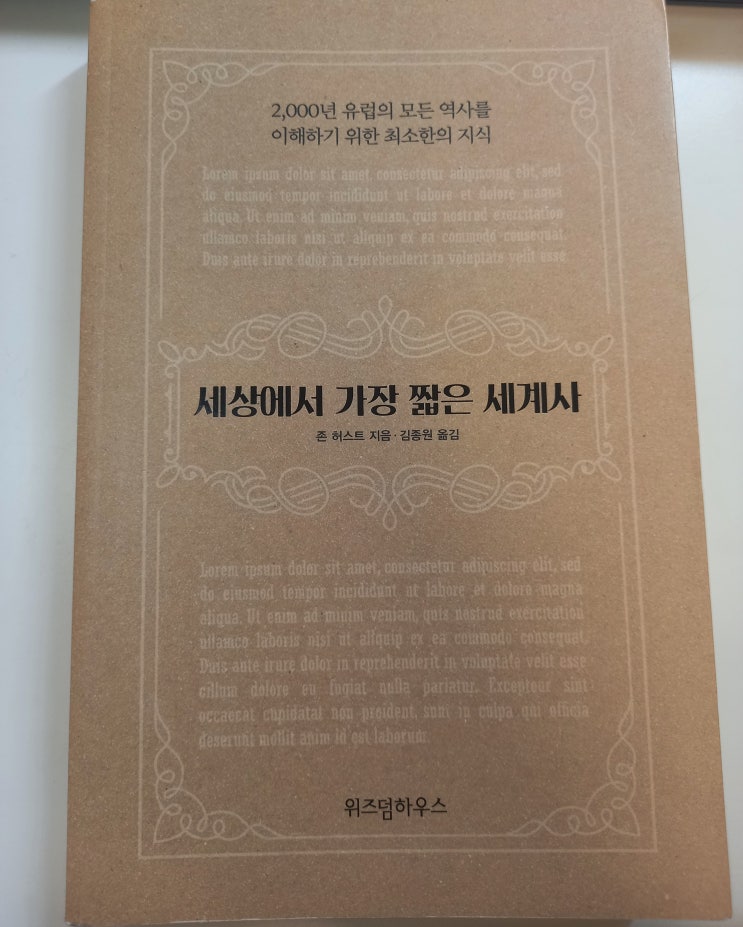 2,000년 유럽의 모든 역사를
이해하기 위한 최소한의 지식
Lorem ipsum dolor sit amet, consectetur adipiscing elit, sed
do eiusmod tempor incididunt ut labore et dolore magna
aliqua. Ut enim ad minim veniam, quis nostrud exercitation
ullamco laboris nisi ut aliquip ex ea commodo consequat.
Duis aute irure dolor in reprehenderit in voluptate velit esse
세상에서 가장 짧은 세계사
존 허스트 지음 · 김종원 옮김
Lorem ipsum dolor sit amet, consectetur adipiscing elit, sed
do eiusmod tempor incididunt ut labore et dolore magna
aliqua. Ut enim ad minim veniam, quis nostrud exercitation
ullamco laboris nisi ut aliquip ex ea commodo consequat.
Duis aute irure dolor in reprehenderit in voluptate velit esse
cillum dolore eu fugiat nulla pariatur. Excepteur sint
occaecat cupidatat non proident, sunt in culpa qui officia
deserunt mollit anim id est laborum.
위즈덤하우스